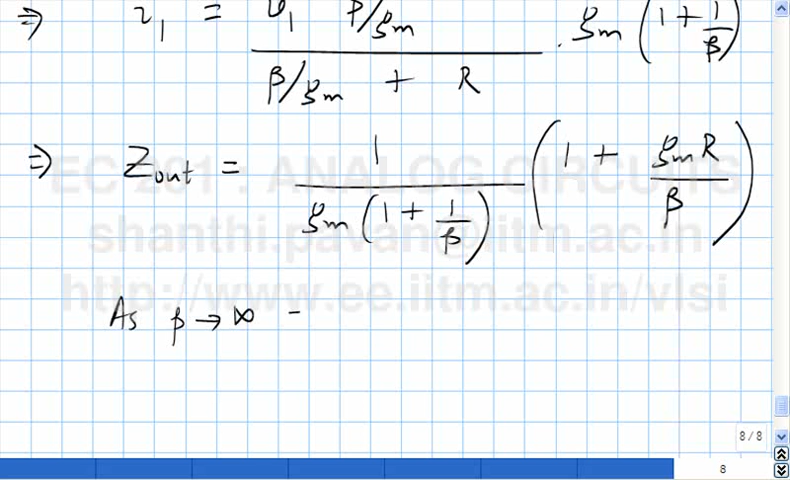 ⇒ i₁ = v₁ β/gm / (β/gm + R) . gm (1 + 1/β)
⇒ Zout = 1 / (gm (1 + 1/β)) (1 + gmR/β)
EC 201 : ANALOG CIRCUITS
shanthi.pavan@iitm.ac.in
http://www.ee.iitm.ac.in/vlsi
As β → ∞ -
8/8
8